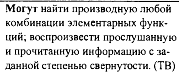 Могут найти производную любой
комбинации элементарных функ-
ций; воспроизвести прослушанную
и прочитанную информацию с за-
данной степенью свернутости. (ТВ)